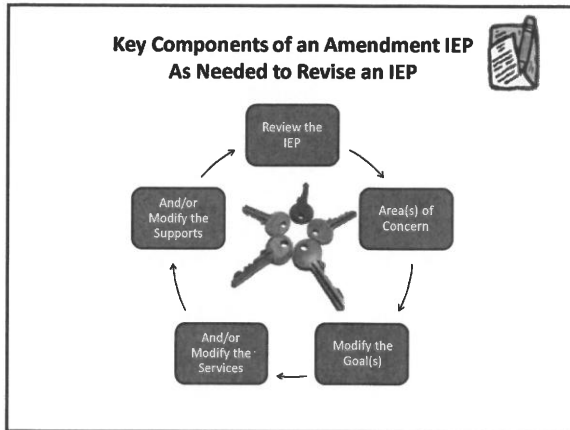 Key Components of an Amendment IEP
As Needed to Revise an IEP
Review the
IEP
Area(s) of
Concern
Modify the
Goal(s)
And/or
Modify the
Services
And/or
Modify the
Supports